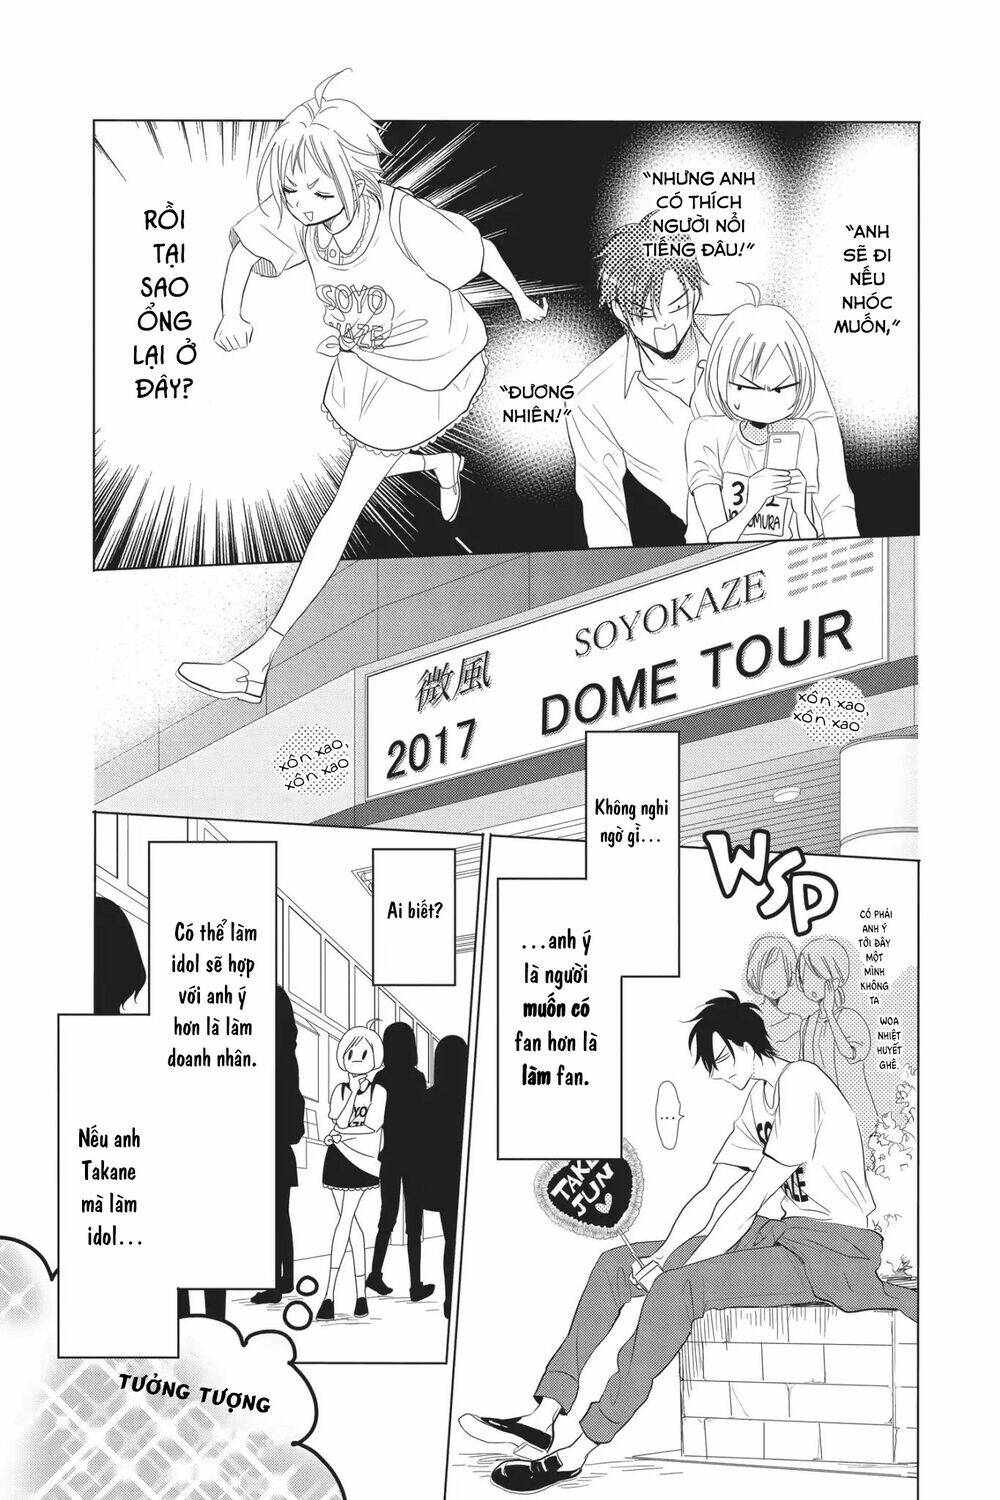 “ANH
SẼ ĐI
NẾU
NHÓC
MUỐN,”
“NHƯNG ANH
CÓ THÍCH
NGƯỜI NỔI
TIẾNG ĐÂU!”
“ĐƯƠNG
NHIÊN!”
RỒI
TẠI
SAO
ỔNG
LẠI Ở
ĐÂY?
SOYO
KAZE
微風
SOYOKAZE
2017 DOME TOUR
xôn xao,
xôn xao
xôn xao,
xôn xao
Không nghi
ngờ gì...
...anh ý
là người
muốn có
fan hơn là
làm fan.
WSP
CÓ PHẢI
ANH Ý
TỚI ĐÂY
MỘT
MÌNH
KHÔNG
TA
WOA
NHIỆT
HUYẾT
GHÊ.
...
TAKE
JUN
Ai biết?
Có thể làm
idol sẽ hợp
với anh ý
hơn là làm
doanh nhân.
Nếu anh
Takane
mà làm
idol...
TƯỞNG TƯỢNG